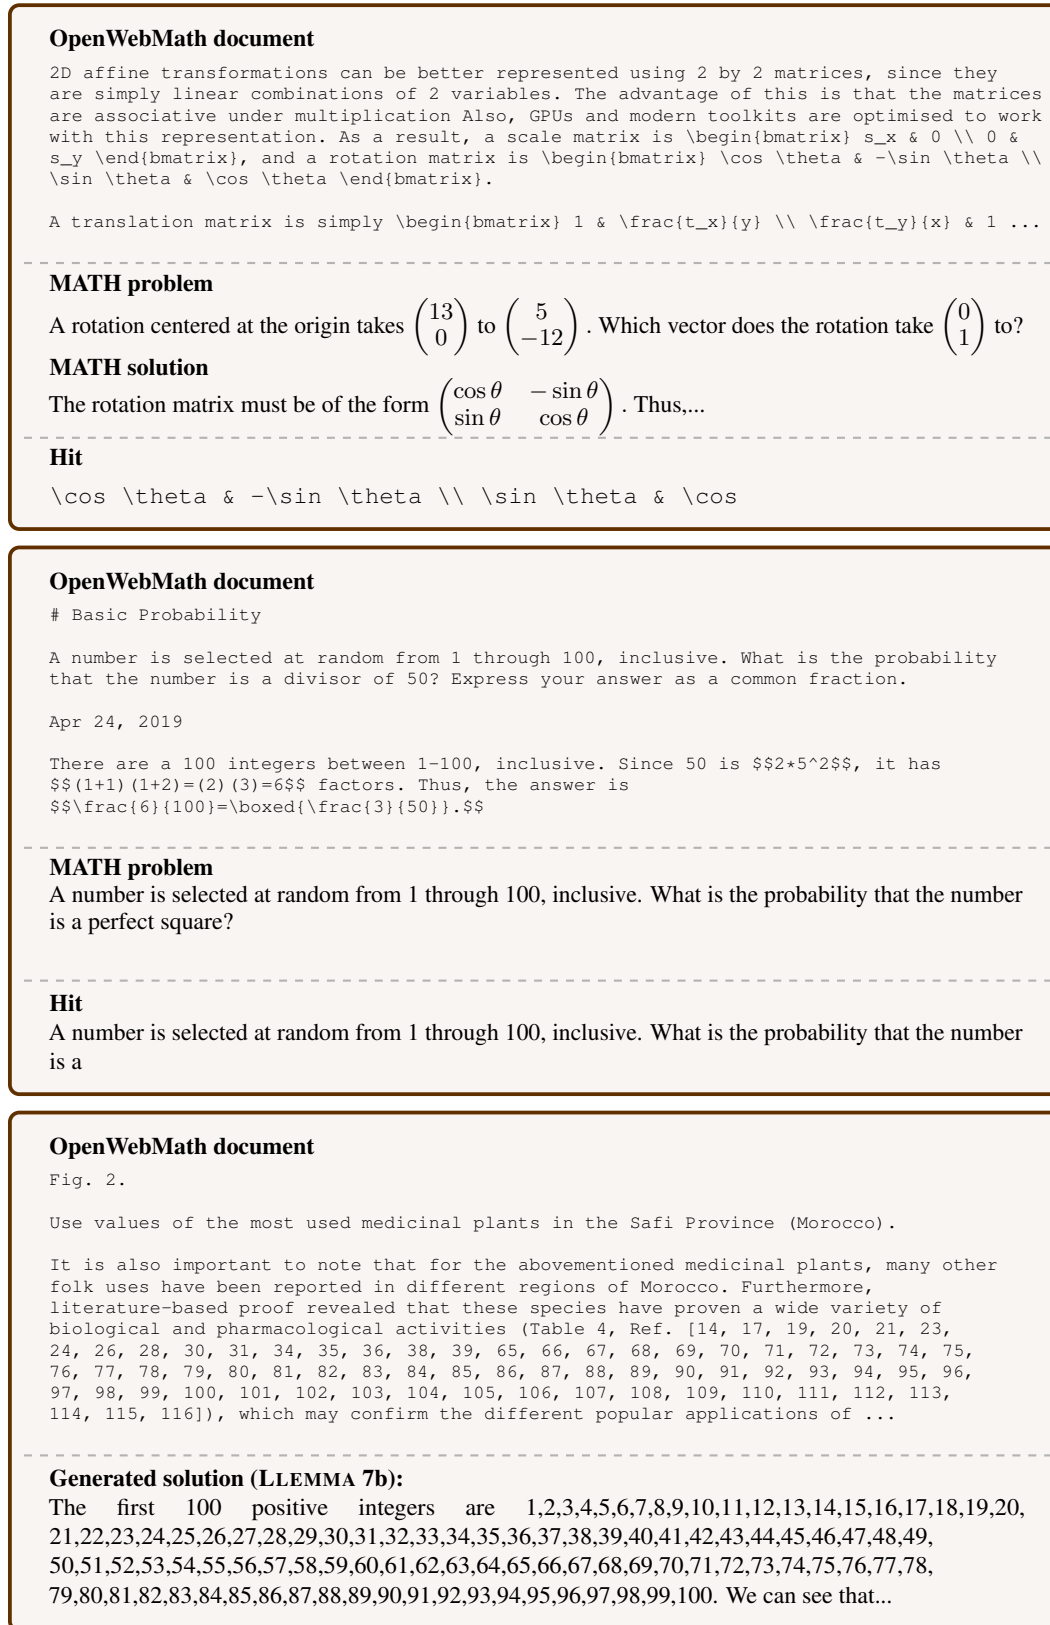 OpenWebMath document
2D affine transformations can be better represented using 2 by 2 matrices, since they
are simply linear combinations of 2 variables. The advantage of this is that the matrices
are associative under multiplication Also, GPUs and modern toolkits are optimised to work
with this representation. As a result, a scale matrix is \begin{bmatrix} s_x & 0 \\ 0 &
s_y \end{bmatrix}, and a rotation matrix is \begin{bmatrix} \cos \theta & -\sin \theta \\
\sin \theta & \cos \theta \end{bmatrix}.
A translation matrix is simply \begin{bmatrix} 1 & \frac{t_x}{y} \\ \frac{t_y}{x} & 1 ...
MATH problem
A rotation centered at the origin takes (13 0) to (5 −12) . Which vector does the rotation take (0 1) to?
MATH solution
The rotation matrix must be of the form (cos θ − sin θ sin θ cos θ) . Thus,...
Hit
\cos \theta & -\sin \theta \\ \sin \theta & \cos
OpenWebMath document
# Basic Probability
A number is selected at random from 1 through 100, inclusive. What is the probability
that the number is a divisor of 50? Express your answer as a common fraction.
Apr 24, 2019
There are a 100 integers between 1-100, inclusive. Since 50 is $$2*5^2$$, it has
$$(1+1)(1+2)=(2)(3)=6$$ factors. Thus, the answer is
$$\frac{6}{100}=\boxed{\frac{3}{50}}.$$
MATH problem
A number is selected at random from 1 through 100, inclusive. What is the probability that the number
is a perfect square?
Hit
A number is selected at random from 1 through 100, inclusive. What is the probability that the number
is a
OpenWebMath document
Fig. 2.
Use values of the most used medicinal plants in the Safi Province (Morocco).
It is also important to note that for the abovementioned medicinal plants, many other
folk uses have been reported in different regions of Morocco. Furthermore,
literature-based proof revealed that these species have proven a wide variety of
biological and pharmacological activities (Table 4, Ref. [14, 17, 19, 20, 21, 23,
24, 26, 28, 30, 31, 34, 35, 36, 38, 39, 65, 66, 67, 68, 69, 70, 71, 72, 73, 74, 75,
76, 77, 78, 79, 80, 81, 82, 83, 84, 85, 86, 87, 88, 89, 90, 91, 92, 93, 94, 95, 96,
97, 98, 99, 100, 101, 102, 103, 104, 105, 106, 107, 108, 109, 110, 111, 112, 113,
114, 115, 116]), which may confirm the different popular applications of ...
Generated solution (LLEMMA 7b):
The first 100 positive integers are 1,2,3,4,5,6,7,8,9,10,11,12,13,14,15,16,17,18,19,20,
21,22,23,24,25,26,27,28,29,30,31,32,33,34,35,36,37,38,39,40,41,42,43,44,45,46,47,48,49,
50,51,52,53,54,55,56,57,58,59,60,61,62,63,64,65,66,67,68,69,70,71,72,73,74,75,76,77,78,
79,80,81,82,83,84,85,86,87,88,89,90,91,92,93,94,95,96,97,98,99,100. We can see that...